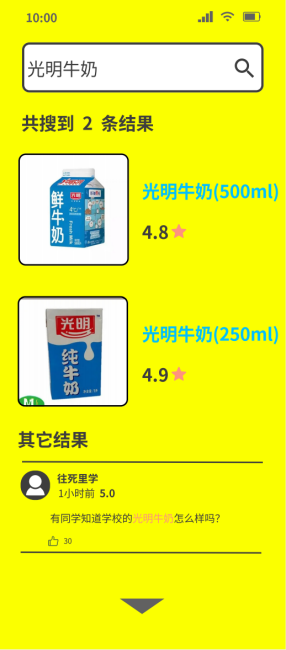 10:00
光明牛奶
共搜到 2 条结果
光明
鲜牛奶
光明牛奶(500ml)
4.8
光明
纯牛奶
光明牛奶(250ml)
4.9
其它结果
往死里学
1小时前 5.0
有同学知道学校的光明牛奶怎么样吗?
30